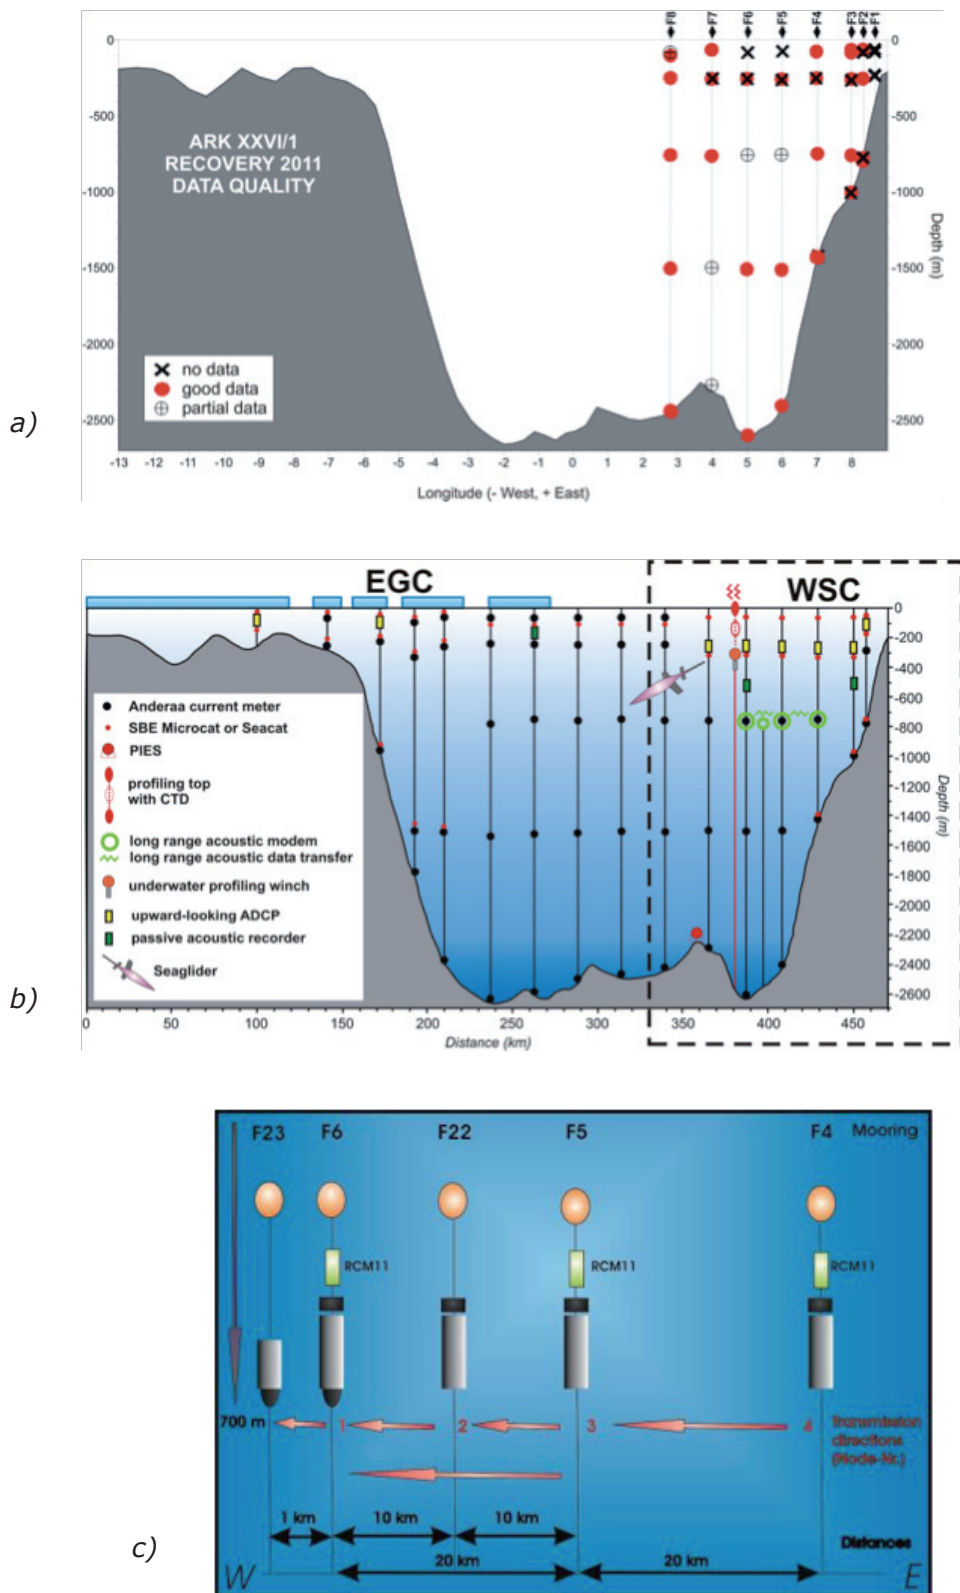 F8 F7 F6 F5 F4 F3 F2 F1
0 0
-500 -500
-1000 -1000
-1500 -1500
-2000 -2000
-2500 -2500
ARK XXVI/1
RECOVERY 2011
DATA QUALITY
Depth (m)
no data
good data
partial data
a)
-13 -12 -11 -10 -9 -8 -7 -6 -5 -4 -3 -2 -1 0 1 2 3 4 5 6 7 8
Longitude (- West, + East)
EGC
WSC
0
-200
-400
-600
-800
-1000
-1200
-1400
-1600
-1800
-2000
-2200
-2400
-2600
Depth (m)
Anderaa current meter
SBE Microcat or Seacat
PIES
profiling top
with CTD
long range acoustic modem
long range acoustic data transfer
underwater profiling winch
upward-looking ADCP
passive acoustic recorder
Seaglider
b)
0 50 100 150 200 250 300 350 400 450
Distance (km)
F23 F6 F22 F5 F4 Mooring
RCM11 RCM11 RCM11
700 m 1 2 3 4 Transmission
directions
(Node-Nr.)
1 km 10 km 10 km
Distances
20 km 20 km
c)
W E